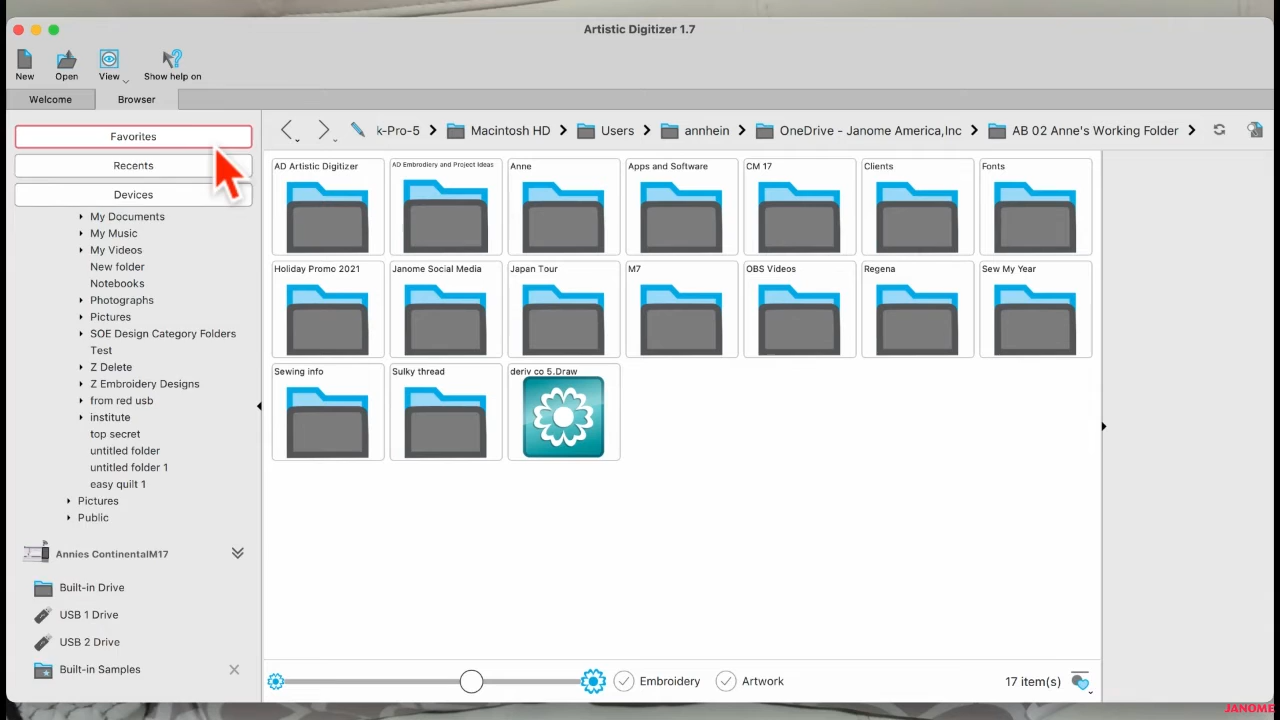 Artistic Digitizer 1.7
New Open View Show help on
Welcome Browser
Favorites
Recents
Devices
My Documents
My Music
My Videos
New folder
Notebooks
Photographs
Pictures
SOE Design Category Folders
Test
Z Delete
Z Embroidery Designs
from red usb
institute
top secret
untitled folder
untitled folder 1
easy quilt 1
Pictures
Public
Annies ContinentalM17
Built-in Drive
USB 1 Drive
USB 2 Drive
Built-in Samples
k-Pro-5 Macintosh HD Users annhein OneDrive - Janome America,Inc AB 02 Anne's Working Folder
AD Artistic Digitizer AD Embrodiery and Project Ideas Anne Apps and Software CM 17 Clients Fonts
Holiday Promo 2021 Janome Social Media Japan Tour M7 OBS Videos Regena Sew My Year
Sewing info Sulky thread deriv co 5.Draw
Embroidery Artwork 17 item(s)
JANOME